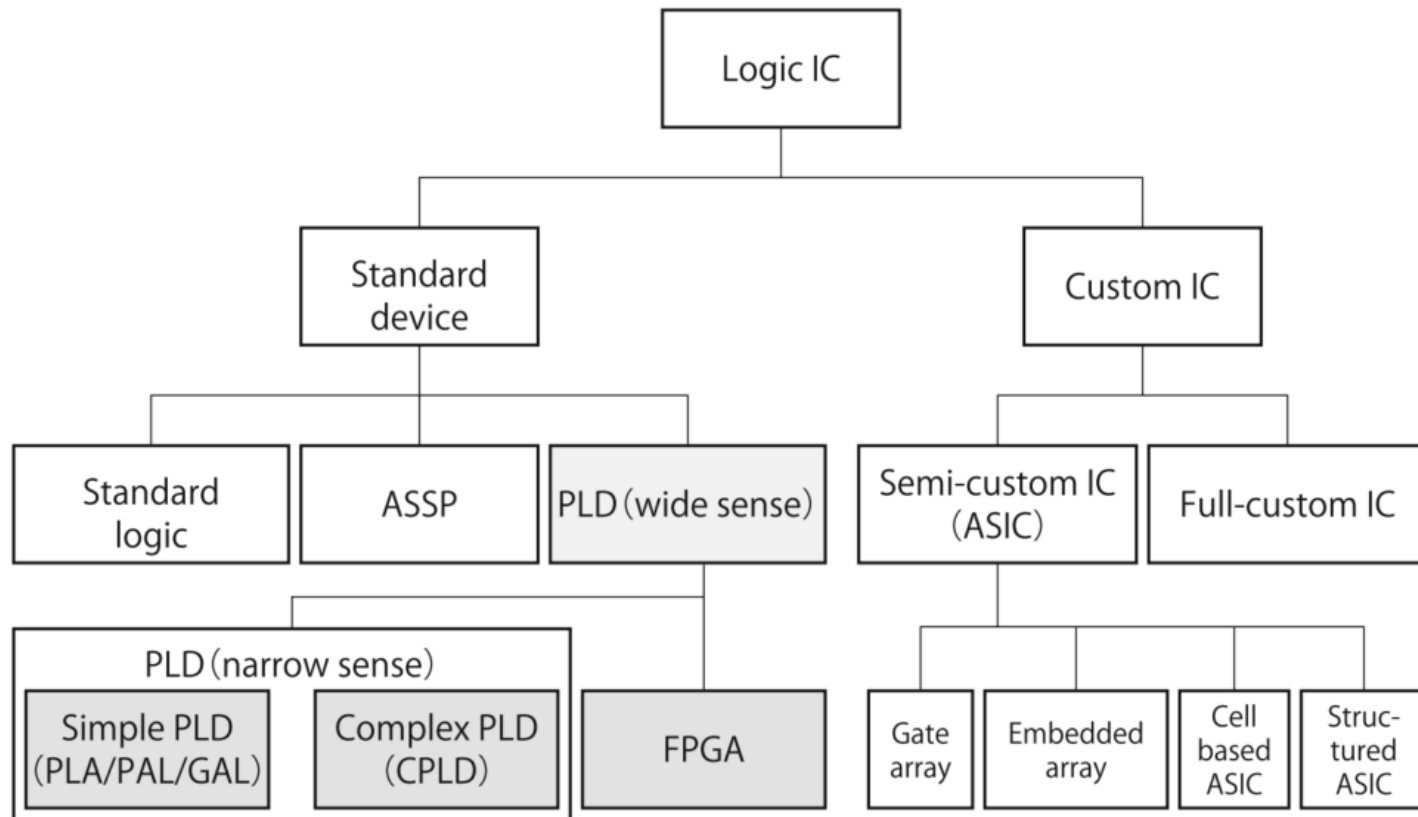 Logic IC
Standard
device
Custom IC
Standard
logic
ASSP
PLD（wide sense）
Semi-custom IC
（ASIC）
Full-custom IC
PLD（narrow sense）
Simple PLD
（PLA/PAL/GAL）
Complex PLD
（CPLD）
FPGA
Gate
array
Embedded
array
Cell
based
ASIC
Struc-
tured
ASIC